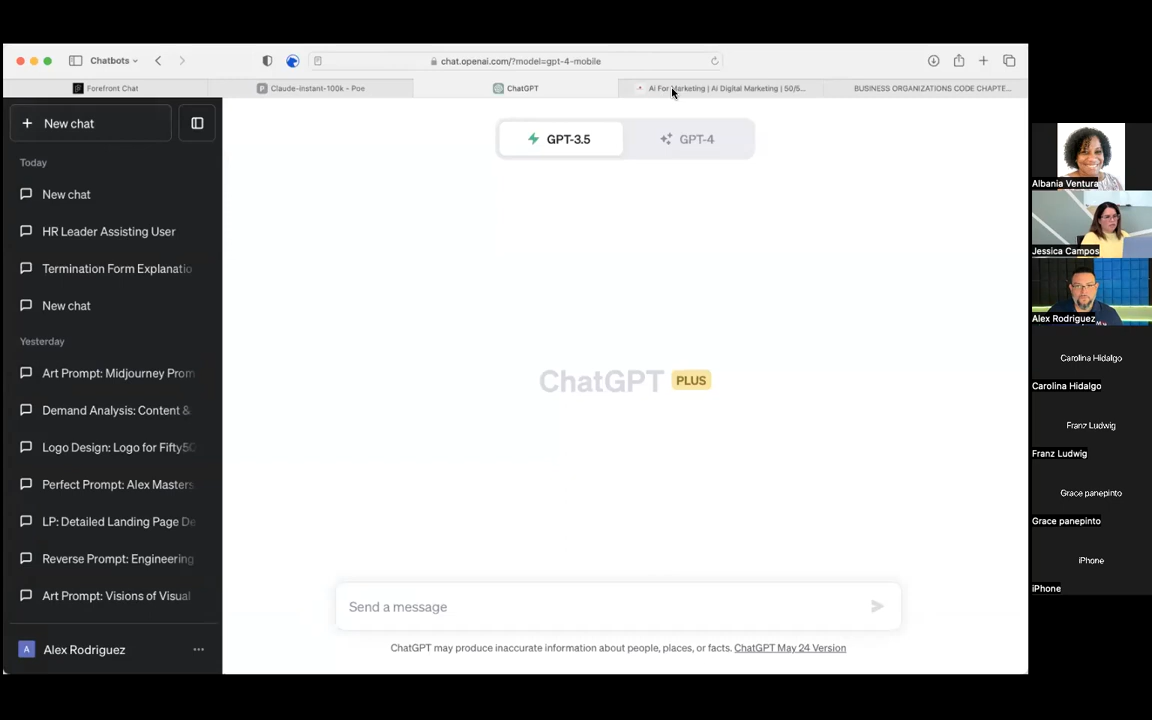 Chatbots
chat.openai.com/?model=gpt-4-mobile
Forefront Chat
Claude-instant-100k - Poe
ChatGPT
AI For Marketing | AI Digital Marketing | 50/5...
BUSINESS ORGANIZATIONS CODE CHAPTE...
New chat
Today
New chat
HR Leader Assisting User
Termination Form Explanatio
New chat
Yesterday
Art Prompt: Midjourney Prom
Demand Analysis: Content &
Logo Design: Logo for Fifty50
Perfect Prompt: Alex Masters
LP: Detailed Landing Page De
Reverse Prompt: Engineering
Art Prompt: Visions of Visual
A
Alex Rodriguez
GPT-3.5
GPT-4
ChatGPT PLUS
Send a message
ChatGPT may produce inaccurate information about people, places, or facts. ChatGPT May 24 Version
Albania Ventura
Jessica Campos
Alex Rodriguez
Carolina Hidalgo
Carolina Hidalgo
Franz Ludwig
Franz Ludwig
Grace panepinto
Grace panepinto
iPhone
iPhone